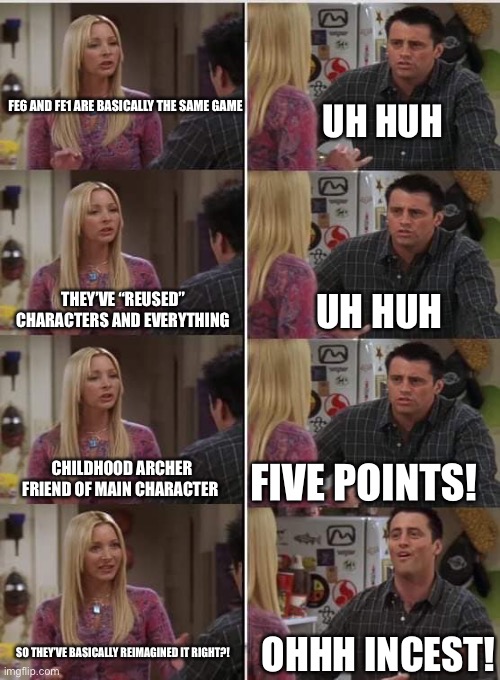 FE6 AND FE1 ARE BASICALLY THE SAME GAME
UH HUH
THEY'VE “REUSED”
CHARACTERS AND EVERYTHING
UH HUH
CHILDHOOD ARCHER
FRIEND OF MAIN CHARACTER
FIVE POINTS!
SO THEY'VE BASICALLY REIMAGINED IT RIGHT?!
OHHH INCEST!
imgflip.com